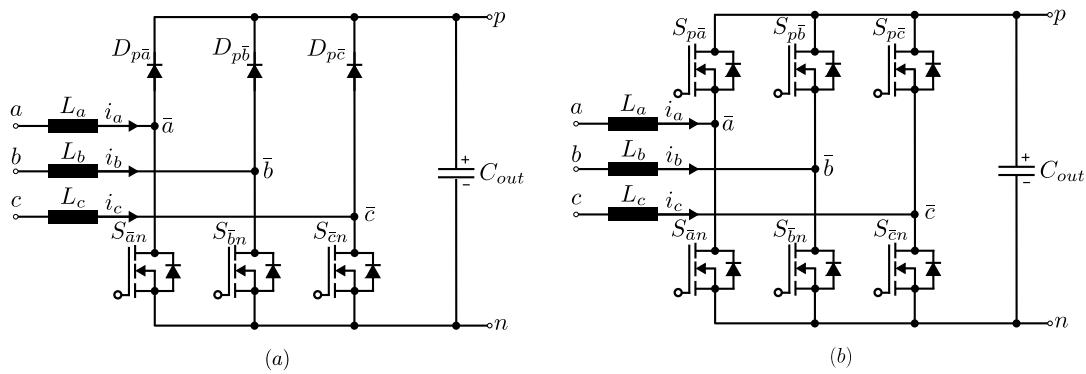 p
D_{p\bar{a}} D_{p\bar{b}} D_{p\bar{c}}
a L_a i_a \bar{a}
b L_b i_b \bar{b}
c L_c i_c \bar{c}
+
C_{out}
-
S_{\bar{a}n} S_{\bar{b}n} S_{\bar{c}n}
n
(a)
p
S_{p\bar{a}} S_{p\bar{b}} S_{p\bar{c}}
a L_a i_a \bar{a}
b L_b i_b \bar{b}
c L_c i_c \bar{c}
+
C_{out}
-
S_{\bar{a}n} S_{\bar{b}n} S_{\bar{c}n}
n
(b)